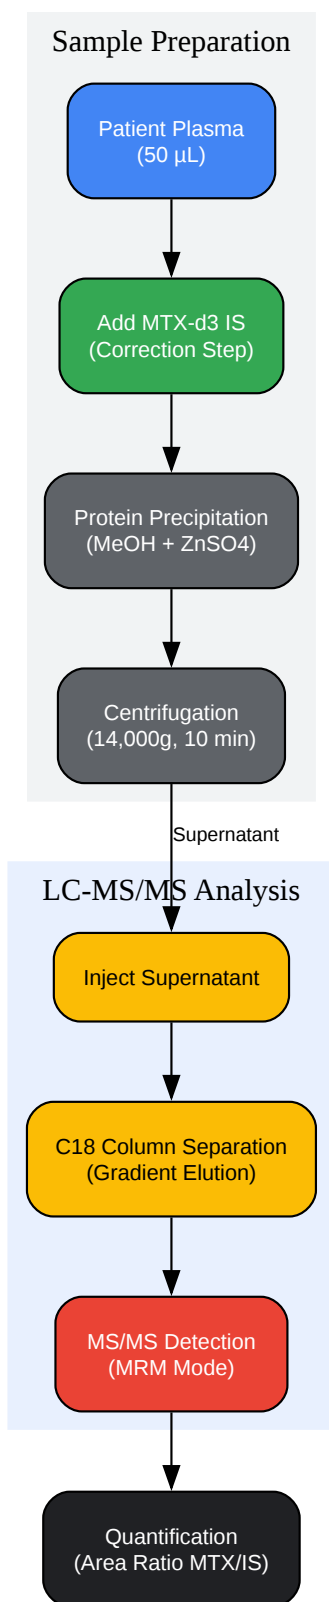 Sample Preparation
Patient Plasma
(50 µL)
Add MTX-d3 IS
(Correction Step)
Protein Precipitation
(MeOH + ZnSO4)
Centrifugation
(14,000g, 10 min)
Supernatant
LC-MS/MS Analysis
Inject Supernatant
C18 Column Separation
(Gradient Elution)
MS/MS Detection
(MRM Mode)
Quantification
(Area Ratio MTX/IS)